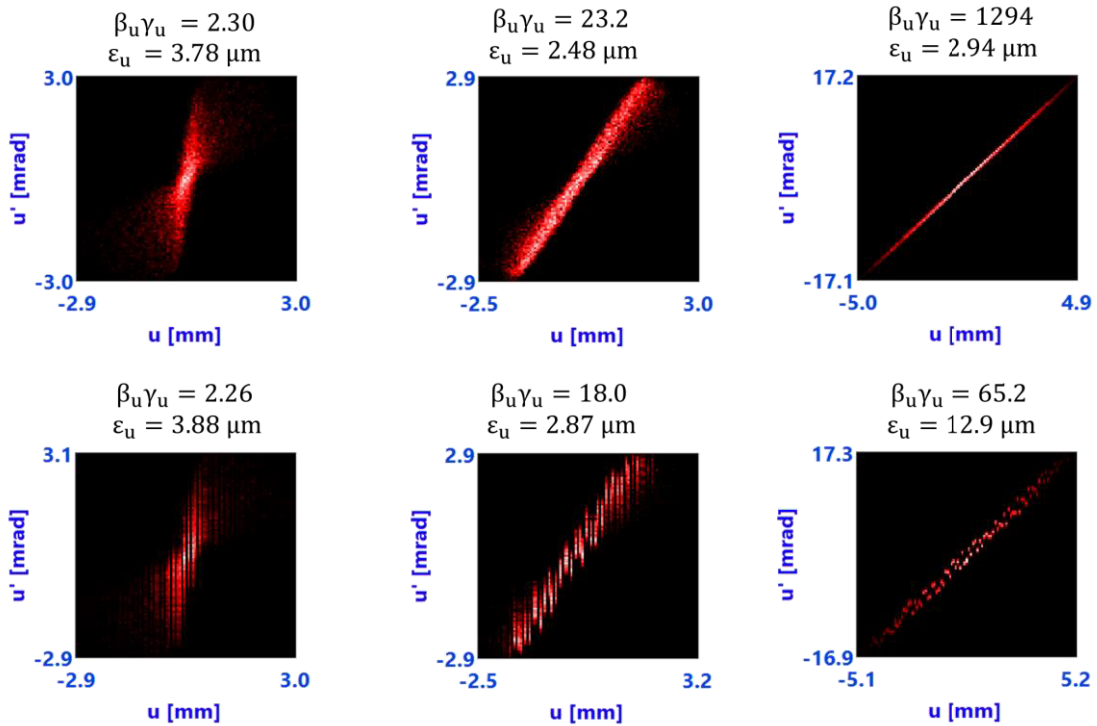 βᵤγᵤ = 2.30
εᵤ = 3.78 μm
3.0
u' [mrad]
-3.0
-2.9
3.0
u [mm]
βᵤγᵤ = 23.2
εᵤ = 2.48 μm
2.9
u' [mrad]
-2.9
-2.5
3.0
u [mm]
βᵤγᵤ = 1294
εᵤ = 2.94 μm
17.2
u' [mrad]
-17.1
-5.0
4.9
u [mm]
βᵤγᵤ = 2.26
εᵤ = 3.88 μm
3.1
u' [mrad]
-2.9
-2.9
3.0
u [mm]
βᵤγᵤ = 18.0
εᵤ = 2.87 μm
2.9
u' [mrad]
-2.9
-2.5
3.2
u [mm]
βᵤγᵤ = 65.2
εᵤ = 12.9 μm
17.3
u' [mrad]
-16.9
-5.1
5.2
u [mm]